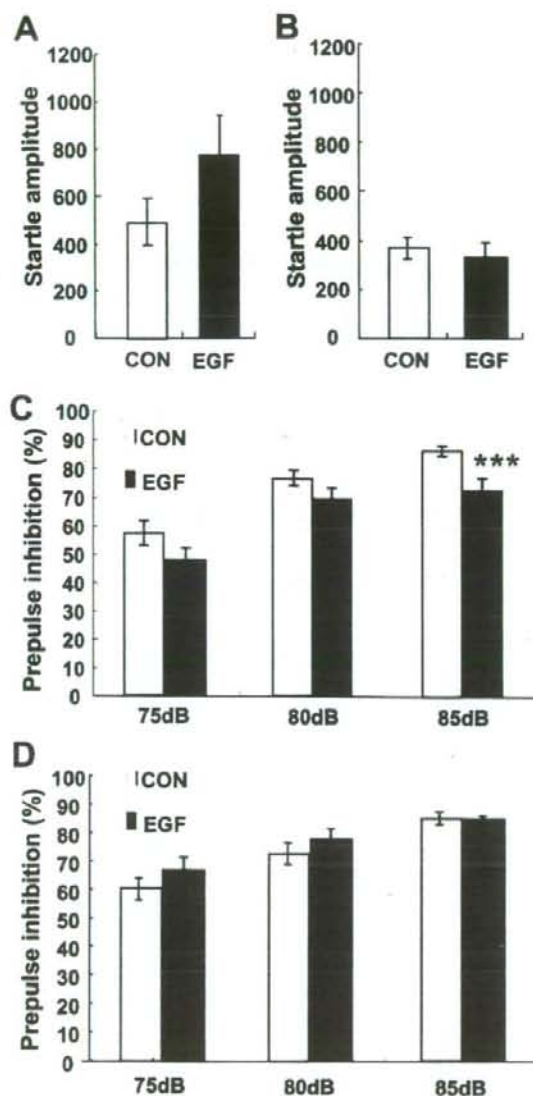 A
Startle amplitude
1200
1000
800
600
400
200
0
CON EGF
B
Startle amplitude
1200
1000
800
600
400
200
0
CON EGF
C
Prepulse inhibition (%)
100
90
80
70
60
50
40
30
20
10
0
CON
EGF
***
75dB 80dB 85dB
D
Prepulse inhibition (%)
100
90
80
70
60
50
40
30
20
10
0
CON
EGF
75dB 80dB 85dB